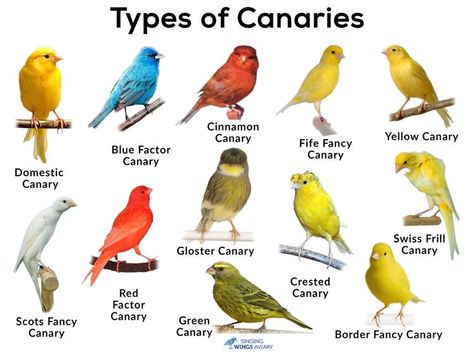 Types of Canaries
Domestic
Canary
Blue Factor
Canary
Cinnamon
Canary
Fife Fancy
Canary
Yellow Canary
Scots Fancy
Canary
Red
Factor
Canary
Gloster Canary
Green
Canary
Crested
Canary
Swiss Frill
Canary
Border Fancy Canary
SINGING
WINGS AVIARY